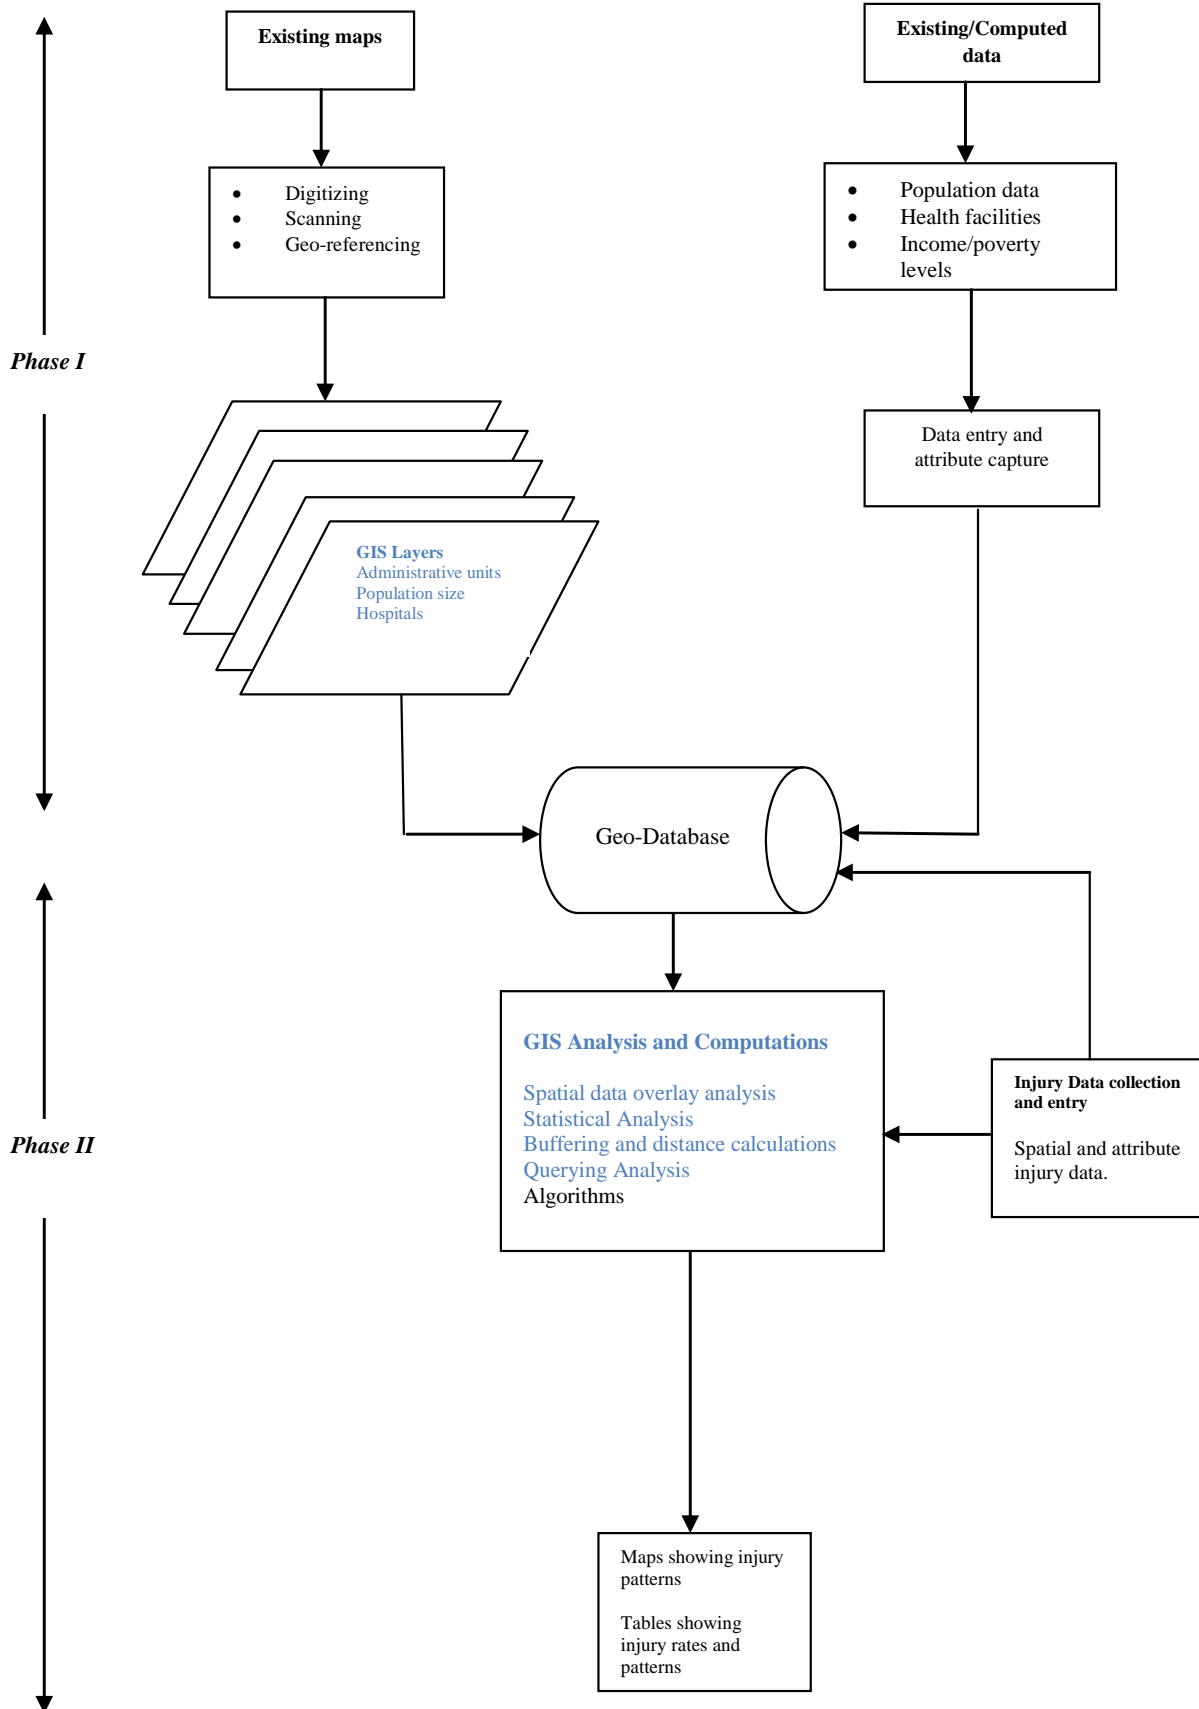 Existing maps
Existing/Computed
data
• Digitizing
• Scanning
• Geo-referencing
• Population data
• Health facilities
• Income/poverty
levels
Phase I
Data entry and
attribute capture
GIS Layers
Administrative units
Population size
Hospitals
Geo-Database
GIS Analysis and Computations
Spatial data overlay analysis
Statistical Analysis
Buffering and distance calculations
Querying Analysis
Algorithms
Injury Data collection
and entry
Spatial and attribute
injury data.
Phase II
Maps showing injury
patterns
Tables showing
injury rates and
patterns